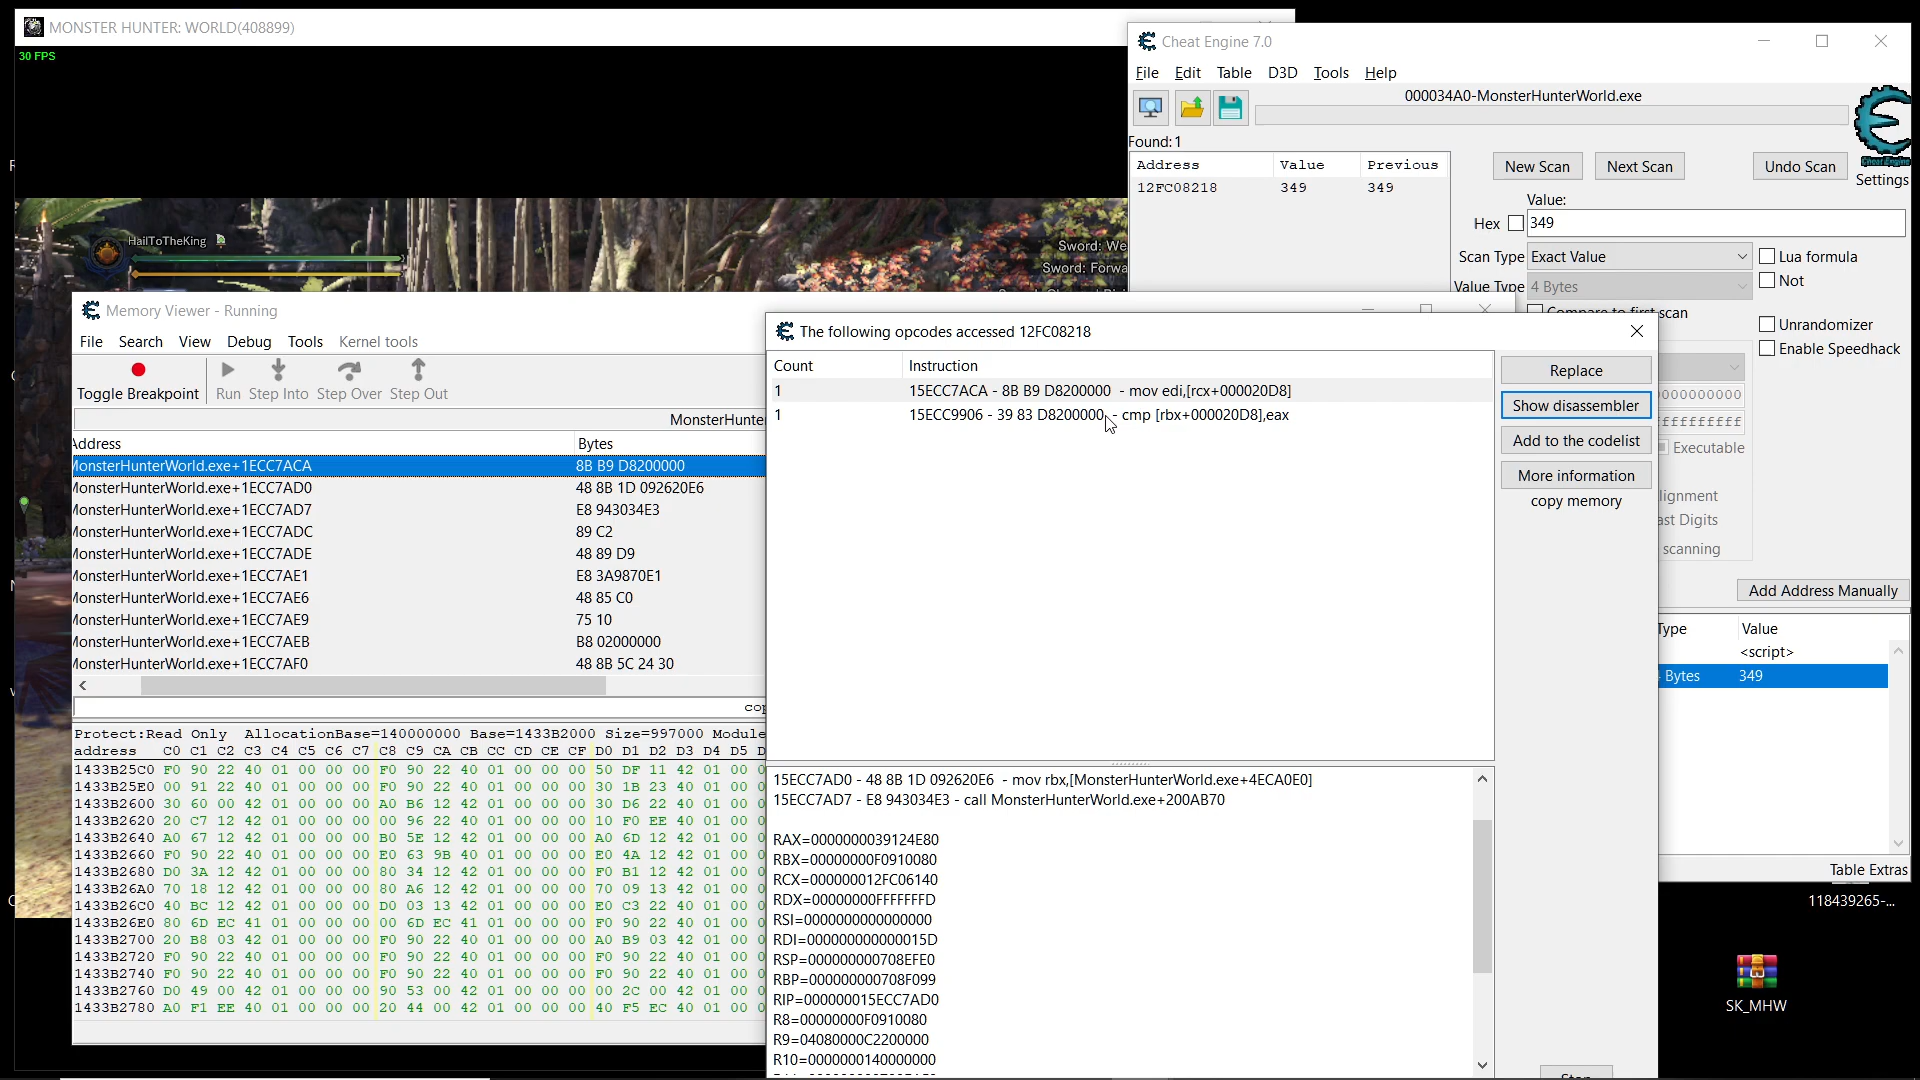 MONSTER HUNTER: WORLD(408899)
30 FPS
HailToTheKing
Sword: We
Sword: Forwa
Cheat Engine 7.0
File Edit Table D3D Tools Help
000034A0-MonsterHunterWorld.exe
Found: 1
Address Value Previous
12FC08218 349 349
New Scan Next Scan Undo Scan
Cheat Engine
Settings
Value:
Hex 349
Scan Type Exact Value
Lua formula
Value Type 4 Bytes
Not
Compare to first scan
Unrandomizer
Enable Speedhack
0000000000
fffffffffff
Executable
lignment
ast Digits
scanning
Add Address Manually
Type Value
<script>
Bytes 349
Table Extras
118439265-...
SK_MHW
Memory Viewer - Running
File Search View Debug Tools Kernel tools
Toggle Breakpoint Run Step Into Step Over Step Out
MonsterHunter
Address Bytes
MonsterHunterWorld.exe+1ECC7ACA 8B B9 D8200000
MonsterHunterWorld.exe+1ECC7AD0 48 8B 1D 092620E6
MonsterHunterWorld.exe+1ECC7AD7 E8 943034E3
MonsterHunterWorld.exe+1ECC7ADC 89 C2
MonsterHunterWorld.exe+1ECC7ADE 48 89 D9
MonsterHunterWorld.exe+1ECC7AE1 E8 3A9870E1
MonsterHunterWorld.exe+1ECC7AE6 48 85 C0
MonsterHunterWorld.exe+1ECC7AE9 75 10
MonsterHunterWorld.exe+1ECC7AEB B8 02000000
MonsterHunterWorld.exe+1ECC7AF0 48 8B 5C 24 30
cop
Protect:Read Only AllocationBase=140000000 Base=1433B2000 Size=997000 Module
address C0 C1 C2 C3 C4 C5 C6 C7 C8 C9 CA CB CC CD CE CF D0 D1 D2 D3 D4 D5 D
1433B25C0 F0 90 22 40 01 00 00 00 F0 90 22 40 01 00 00 00 50 DF 11 42 01 00 0
1433B25E0 00 91 22 40 01 00 00 00 F0 90 22 40 01 00 00 00 30 1B 23 40 01 00 0
1433B2600 30 60 00 42 01 00 00 00 A0 B6 12 42 01 00 00 00 30 D6 22 40 01 00 0
1433B2620 20 C7 12 42 01 00 00 00 00 96 22 40 01 00 00 00 10 F0 EE 40 01 00 0
1433B2640 A0 67 12 42 01 00 00 00 B0 5E 12 42 01 00 00 00 A0 6D 12 42 01 00 0
1433B2660 F0 90 22 40 01 00 00 00 E0 63 9B 40 01 00 00 00 E0 4A 12 42 01 00 0
1433B2680 D0 3A 12 42 01 00 00 00 80 34 12 42 01 00 00 00 F0 B1 12 42 01 00 0
1433B26A0 70 18 12 42 01 00 00 00 80 A6 12 42 01 00 00 00 70 09 13 42 01 00 0
1433B26C0 40 BC 12 42 01 00 00 00 D0 03 13 42 01 00 00 00 E0 C3 22 40 01 00 0
1433B26E0 80 6D EC 41 01 00 00 00 00 6D EC 41 01 00 00 00 F0 90 22 40 01 00 0
1433B2700 20 B8 03 42 01 00 00 00 F0 90 22 40 01 00 00 00 A0 B9 03 42 01 00 0
1433B2720 F0 90 22 40 01 00 00 00 F0 90 22 40 01 00 00 00 F0 90 22 40 01 00 0
1433B2740 F0 90 22 40 01 00 00 00 F0 90 22 40 01 00 00 00 F0 90 22 40 01 00 0
1433B2760 D0 49 00 42 01 00 00 00 90 53 00 42 01 00 00 00 00 2C 00 42 01 00 0
1433B2780 A0 F1 EE 40 01 00 00 00 20 44 00 42 01 00 00 00 40 F5 EC 40 01 00 0
The following opcodes accessed 12FC08218
Count Instruction
1 15ECC7ACA - 8B B9 D8200000 - mov edi,[rcx+000020D8]
1 15ECC9906 - 39 83 D8200000 - cmp [rbx+000020D8],eax
Replace
Show disassembler
Add to the codelist
More information
copy memory
15ECC7AD0 - 48 8B 1D 092620E6 - mov rbx,[MonsterHunterWorld.exe+4ECA0E0]
15ECC7AD7 - E8 943034E3 - call MonsterHunterWorld.exe+200AB70
RAX=0000000039124E80
RBX=00000000F0910080
RCX=000000012FC06140
RDX=00000000FFFFFFFD
RSI=0000000000000000
RDI=000000000000015D
RSP=000000000708EFE0
RBP=000000000708F099
RIP=000000015ECC7AD0
R8=00000000F0910080
R9=04080000C2200000
R10=0000000140000000
Stop